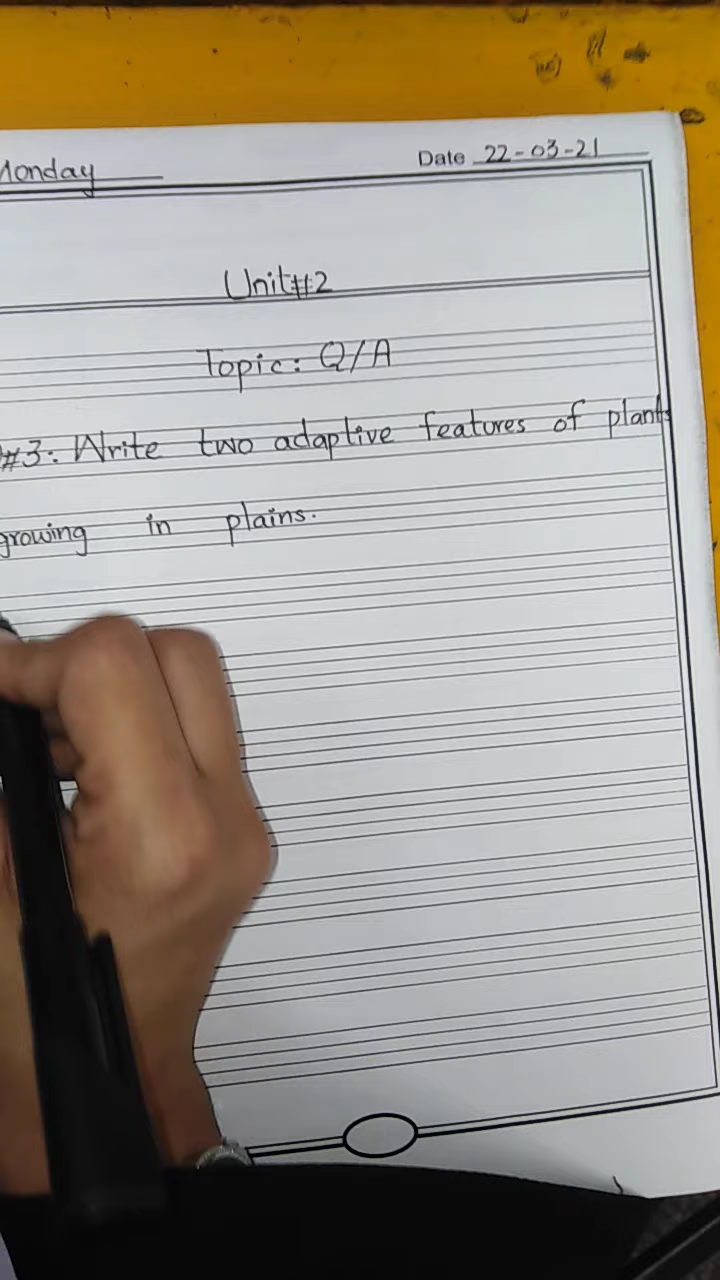 Monday
Date 22-03-21
Unit#2
Topic: Q/A
#3: Write two adaptive features of plants
growing in plains.